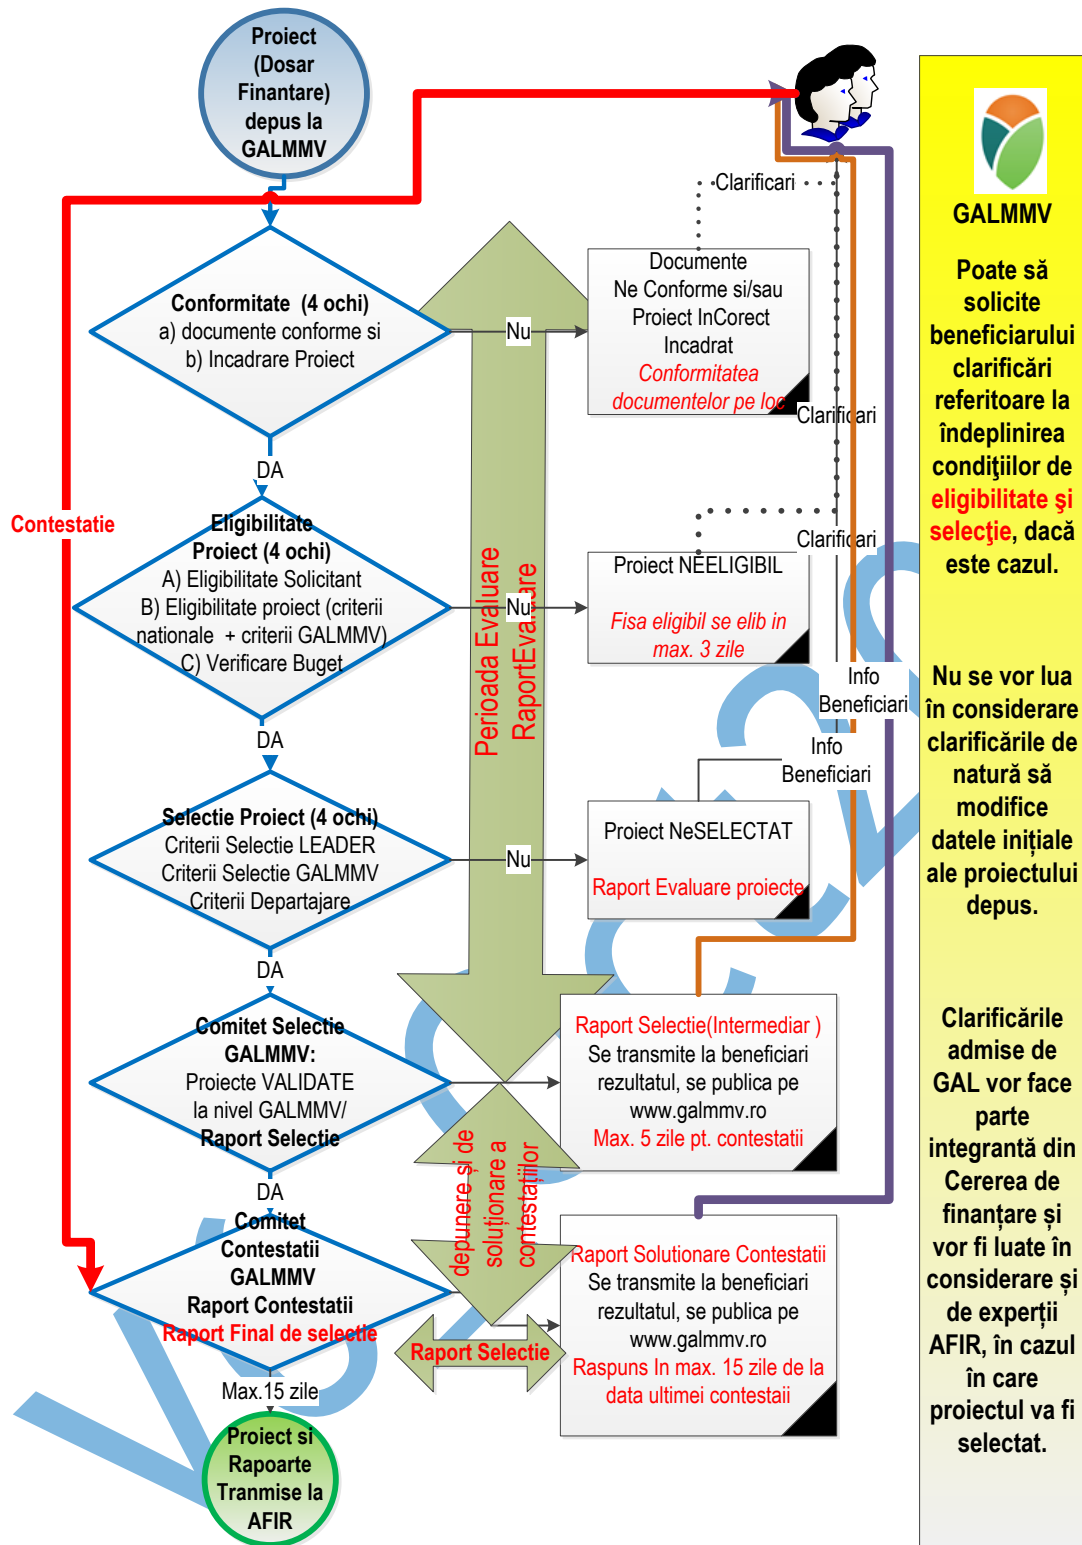 Proiect
(Dosar
Finantare)
depus la
GALMMV
Clarificari
Conformitate (4 ochi)
a) documente conforme si
b) Incadrare Proiect
Nu
Documente
Ne Conforme si/sau
Proiect InCorect
Incadrat
Conformitatea
documentelor pe loc
Clarificari
DA
Contestatie
Eligibilitate
Proiect (4 ochi)
A) Eligibilitate Solicitant
B) Eligibilitate proiect (criterii
nationale + criterii GALMMV)
C) Verificare Buget
Nu
Clarificari
Proiect NEELIGIBIL
Fisa eligibil se elib in
max. 3 zile
Perioada Evaluare
RaportEvaluare
Info
Beneficiari
DA
Info
Beneficiari
Selectie Proiect (4 ochi)
Criterii Selectie LEADER
Criterii Selectie GALMMV
Criterii Departajare
Nu
Proiect NeSELECTAT
Raport Evaluare proiecte
DA
Comitet Selectie
GALMMV:
Proiecte VALIDATE
la nivel GALMMV/
Raport Selectie
Raport Selectie(Intermediar )
Se transmite la beneficiari
rezultatul, se publica pe
www.galmmv.ro
Max. 5 zile pt. contestatii
depunere și de
soluționare a
contestațiilor
DA
Comitet
Contestatii
GALMMV
Raport Contestatii
Raport Final de selectie
Raport Selectie
Raport Solutionare Contestatii
Se transmite la beneficiari
rezultatul, se publica pe
www.galmmv.ro
Raspuns In max. 15 zile de la
data ultimei contestaii
Max.15 zile
Proiect si
Rapoarte
Tranmise la
AFIR
GALMMV
Poate să
solicite
beneficiarului
clarificări
referitoare la
îndeplinirea
condiţiilor de
eligibilitate şi
selecţie, dacă
este cazul.
Nu se vor lua
în considerare
clarificările de
natură să
modifice
datele inițiale
ale proiectului
depus.
Clarificările
admise de
GAL vor face
parte
integrantă din
Cererea de
finanțare și
vor fi luate în
considerare și
de experții
AFIR, în cazul
în care
proiectul va fi
selectat.